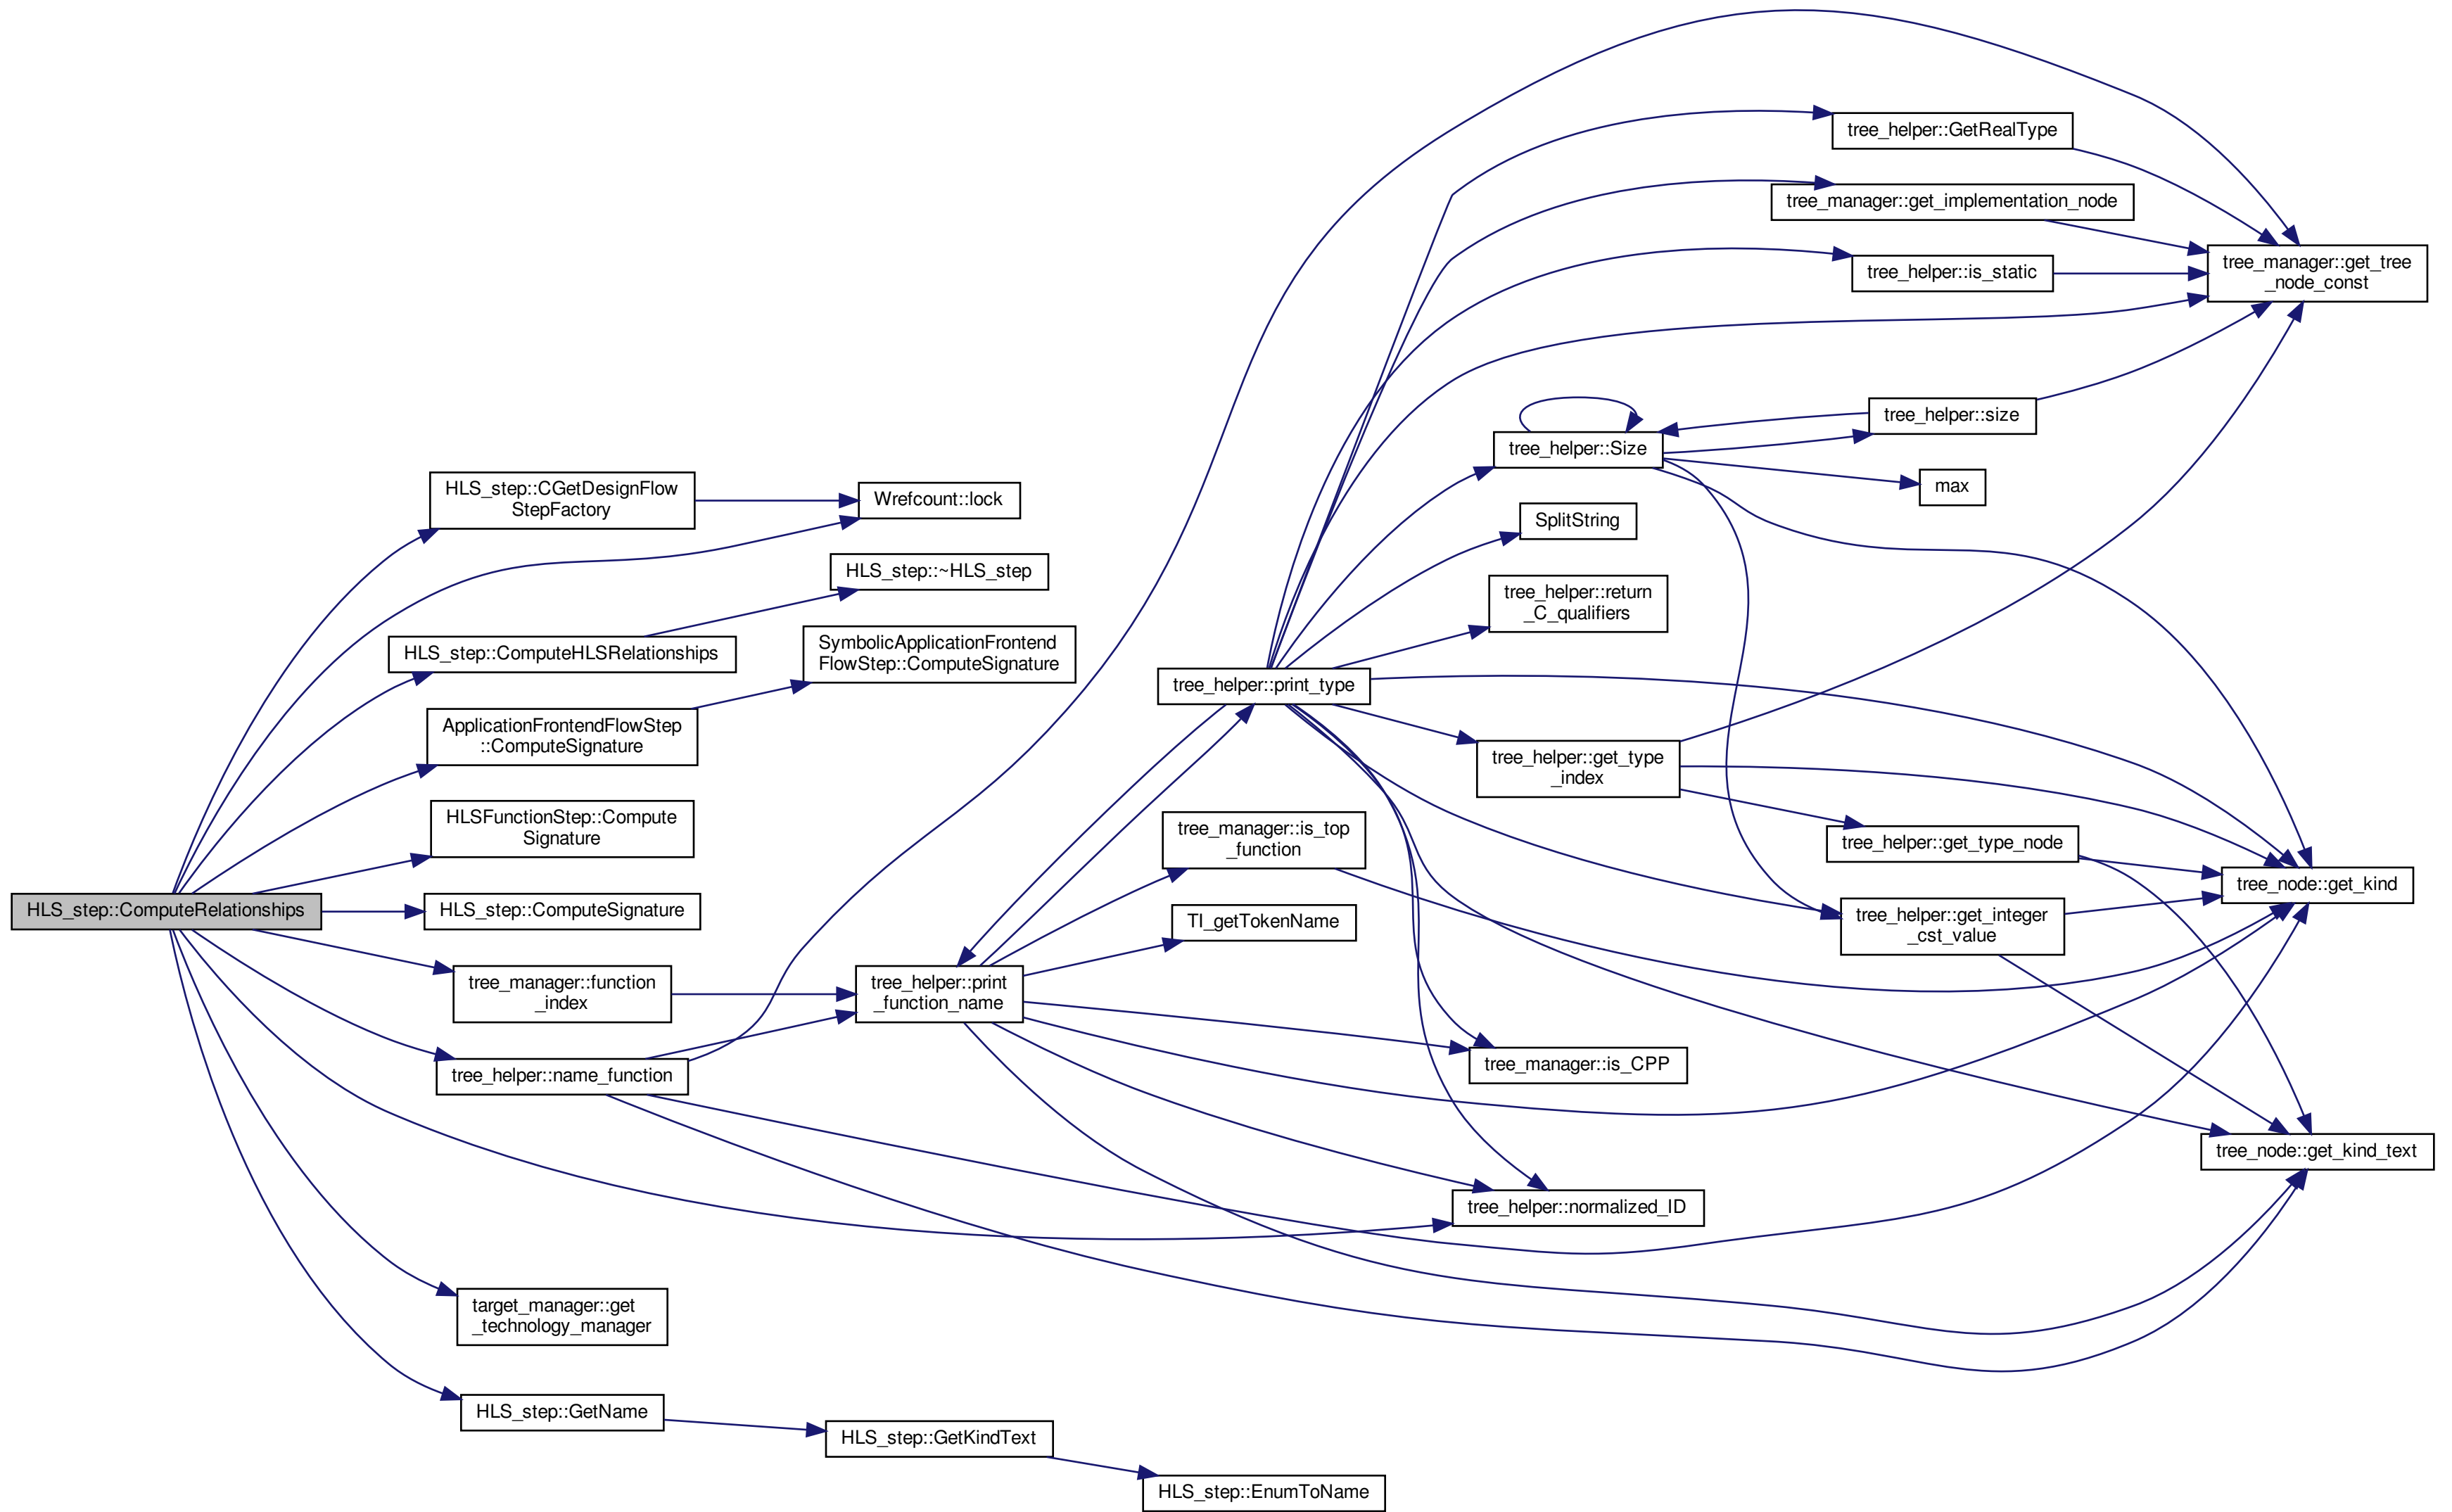 HLS_step::ComputeRelationships
HLS_step::CGetDesignFlow
StepFactory
Wrefcount::lock
HLS_step::ComputeHLSRelationships
HLS_step::~HLS_step
ApplicationFrontendFlowStep
::ComputeSignature
SymbolicApplicationFrontend
FlowStep::ComputeSignature
HLSFunctionStep::Compute
Signature
HLS_step::ComputeSignature
tree_manager::function
_index
tree_helper::name_function
target_manager::get
_technology_manager
HLS_step::GetName
HLS_step::GetKindText
HLS_step::EnumToName
tree_helper::print
_function_name
tree_helper::print_type
tree_manager::is_top
_function
TI_getTokenName
tree_manager::is_CPP
tree_helper::normalized_ID
tree_helper::Size
SplitString
tree_helper::return
_C_qualifiers
tree_helper::get_type
_index
tree_helper::GetRealType
tree_manager::get_implementation_node
tree_helper::is_static
tree_helper::size
max
tree_helper::get_type_node
tree_helper::get_integer
_cst_value
tree_manager::get_tree
_node_const
tree_node::get_kind
tree_node::get_kind_text